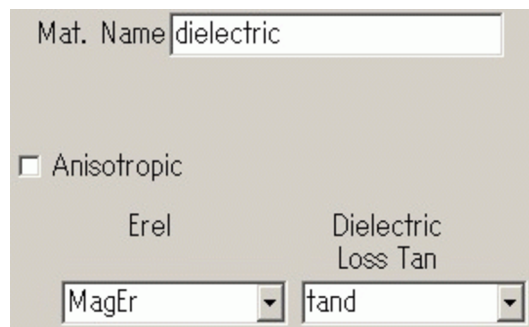 Mat. Name dielectric
Anisotropic
Erel Dielectric
Loss Tan
MagEr tand